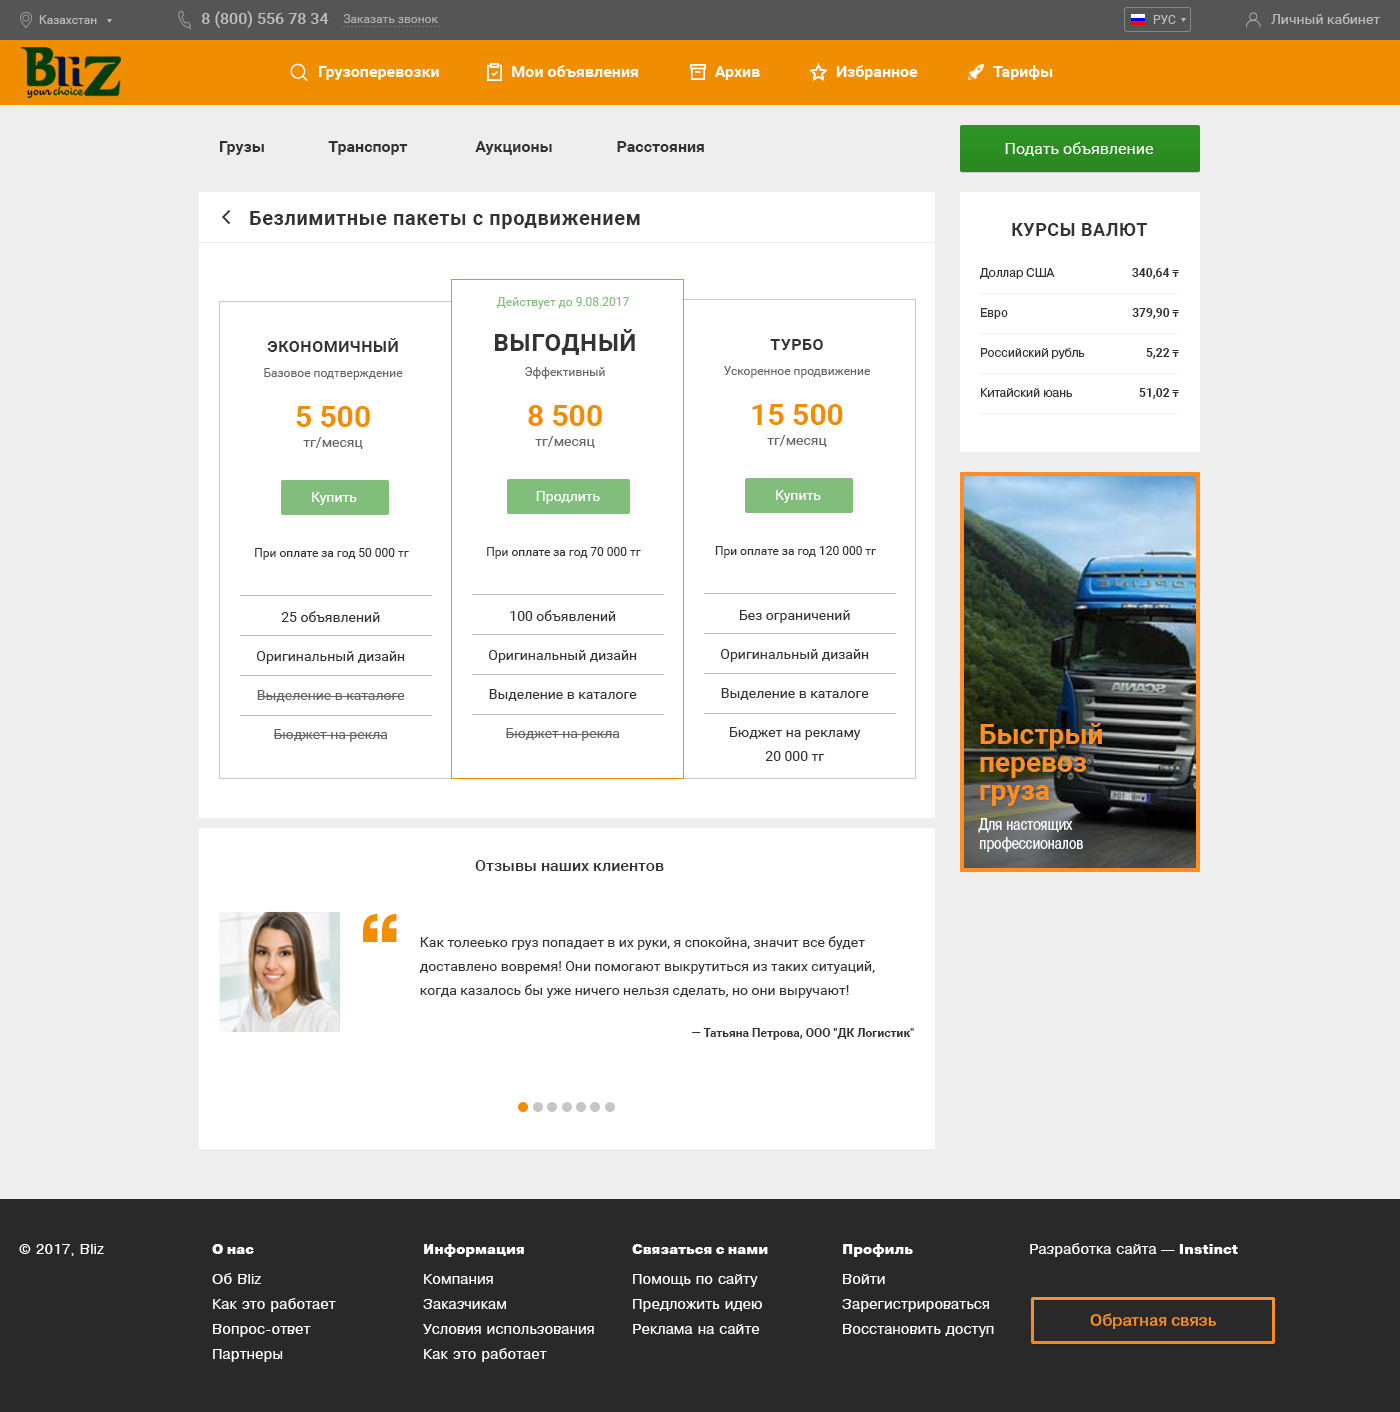 Казахстан
8 (800) 556 78 34
Заказать звонок
РУС
Личный кабинет
BliZ
your choice
Грузоперевозки
Мои объявления
Архив
Избранное
Тарифы
Грузы
Транспорт
Аукционы
Расстояния
Подать объявление
Безлимитные пакеты с продвижением
ЭКОНОМИЧНЫЙ
Базовое подтверждение
5 500
тг/месяц
Купить
При оплате за год 50 000 тг
25 объявлений
Оригинальный дизайн
Выделение в каталоге
Бюджет на рекла
Действует до 9.08.2017
ВЫГОДНЫЙ
Эффективный
8 500
тг/месяц
Продлить
При оплате за год 70 000 тг
100 объявлений
Оригинальный дизайн
Выделение в каталоге
Бюджет на рекла
ТУРБО
Ускоренное продвижение
15 500
тг/месяц
Купить
При оплате за год 120 000 тг
Без ограничений
Оригинальный дизайн
Выделение в каталоге
Бюджет на рекламу
20 000 тг
КУРСЫ ВАЛЮТ
Доллар США 340,64 ₸
Евро 379,90 ₸
Российский рубль 5,22 ₸
Китайский юань 51,02 ₸
SCANIA
Быстрый
перевоз
груза
Для настоящих
профессионалов
Отзывы наших клиентов
“
Как толееько груз попадает в их руки, я спокойна, значит все будет
доставлено вовремя! Они помогают выкрутиться из таких ситуаций,
когда казалось бы уже ничего нельзя сделать, но они выручают!
— Татьяна Петрова, ООО "ДК Логистик"
© 2017, Bliz
О нас
Об Bliz
Как это работает
Вопрос-ответ
Партнеры
Информация
Компания
Заказчикам
Условия использования
Как это работает
Связаться с нами
Помощь по сайту
Предложить идею
Реклама на сайте
Профиль
Войти
Зарегистрироваться
Восстановить доступ
Разработка сайта — Instinct
Обратная связь